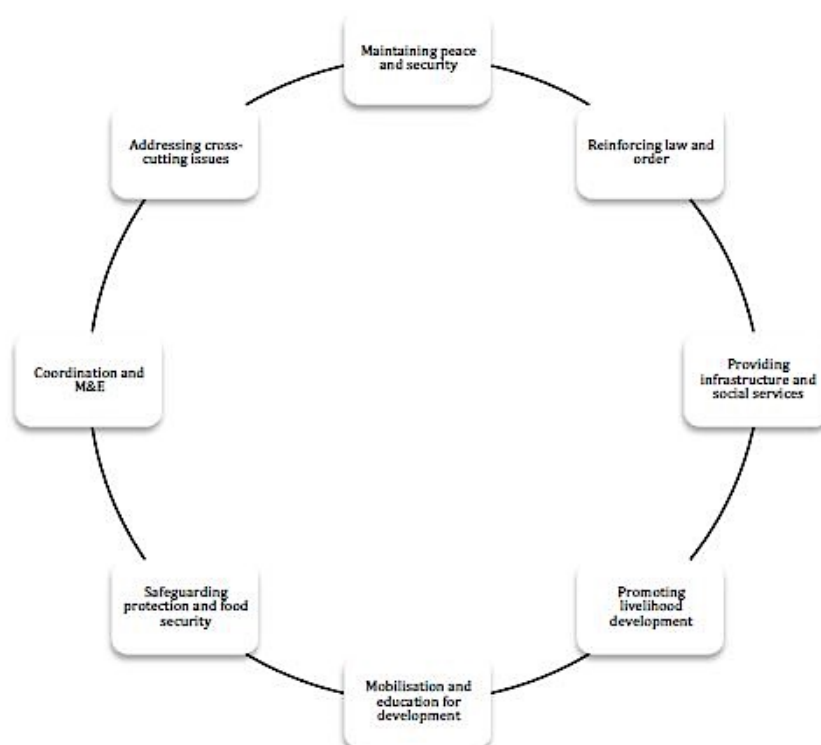 Maintaining peace
and security
Reinforcing law and
order
Providing
infrastructure and
social services
Promoting
livelihood
development
Mobilisation and
education for
development
Safeguarding
protection and food
security
Coordination and
M&E
Addressing cross-
cutting issues